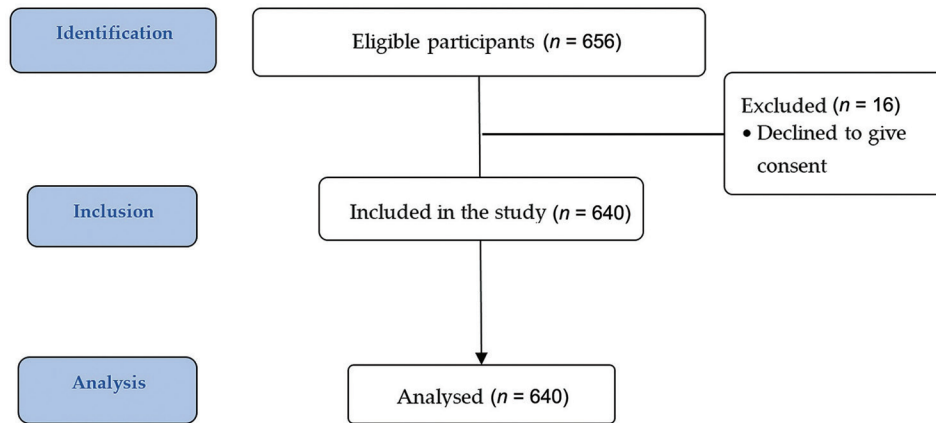 Identification
Eligible participants (n = 656)
Excluded (n = 16)
• Declined to give
consent
Inclusion
Included in the study (n = 640)
Analysis
Analysed (n = 640)